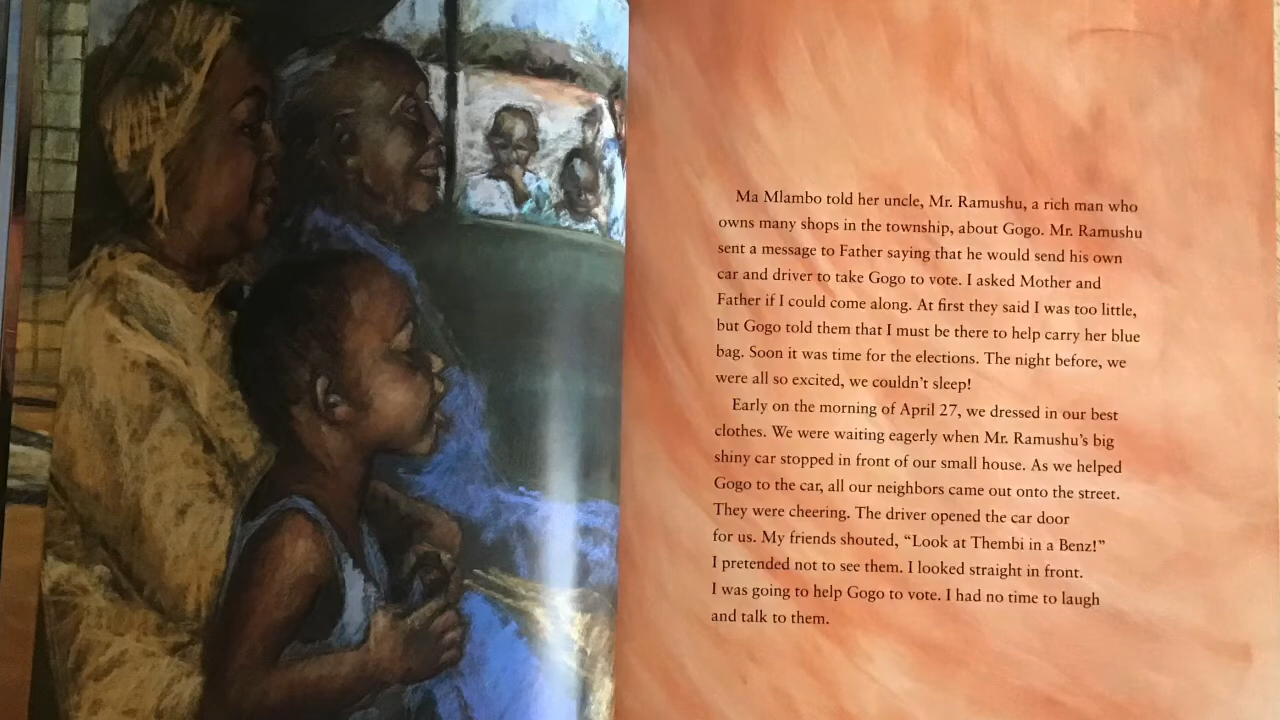 Ma Mlambo told her uncle, Mr. Ramushu, a rich man who
owns many shops in the township, about Gogo. Mr. Ramushu
sent a message to Father saying that he would send his own
car and driver to take Gogo to vote. I asked Mother and
Father if I could come along. At first they said I was too little,
but Gogo told them that I must be there to help carry her blue
bag. Soon it was time for the elections. The night before, we
were all so excited, we couldn’t sleep!
Early on the morning of April 27, we dressed in our best
clothes. We were waiting eagerly when Mr. Ramushu’s big
shiny car stopped in front of our small house. As we helped
Gogo to the car, all our neighbors came out onto the street.
They were cheering. The driver opened the car door
for us. My friends shouted, “Look at Thembi in a Benz!”
I pretended not to see them. I looked straight in front.
I was going to help Gogo to vote. I had no time to laugh
and talk to them.